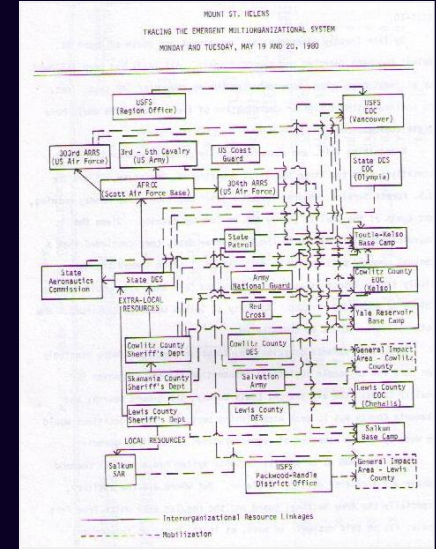 MOUNT ST. HELENS
TRACING THE EMERGENT MULTIORGANIZATIONAL SYSTEM
MONDAY AND TUESDAY, MAY 19 AND 20, 1980
USFS
(Region Office)
USFS
EOC
(Vancouver)
303rd ARRS
(US Air Force)
3rd - 5th Cavalry
(US Army)
US Coast
Guard
State DES
EOC
(Olympia)
AFRCC
(Scott Air Force Base)
304th ARRS
(US Air Force)
State
Patrol
Toutle-Kelso
Base Camp
State
Aeronautics
Commission
State DES
Army
National Guard
Cowlitz County
EOC
(Kelso)
EXTRA-LOCAL
RESOURCES
Red
Cross
Yale Reservoir
Base Camp
Cowlitz County
Sheriff's Dept
Cowlitz County
DES
General Impact
Area - Cowlitz
County
Skamania County
Sheriff's Dept
Salvation
Army
Lewis County
EOC
(Chehalis)
Lewis County
Sheriff's Dept
Lewis County
DES
Salkum
Base Camp
LOCAL RESOURCES
Salkum
SAR
USFS
Packwood-Randle
District Office
General Impact
Area - Lewis
County
Interorganizational Resource Linkages
Mobilization